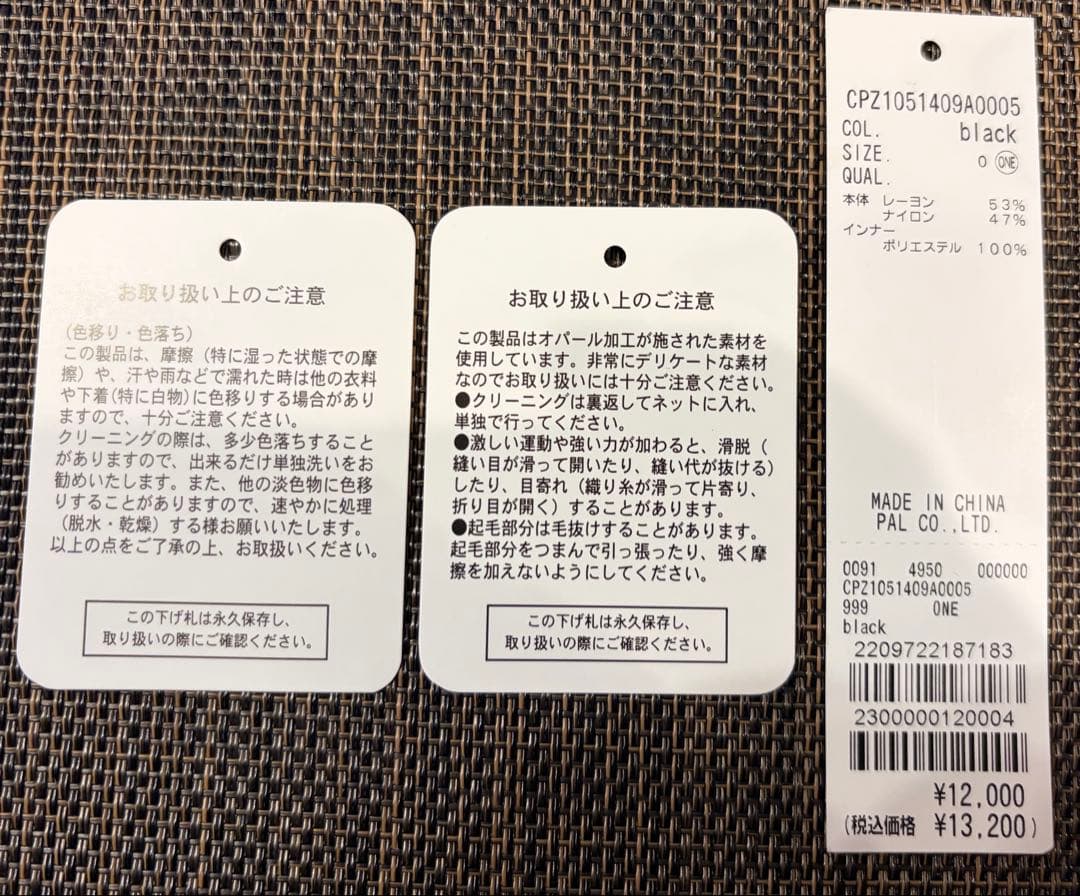 お取り扱い上のご注意
(色移り・色落ち)
この製品は、摩擦(特に湿った状態での摩
擦)や、汗や雨などで濡れた時は他の衣料
や下着(特に白物)に色移りする場合があり
ますので、十分ご注意ください。
クリーニングの際は、多少色落ちすること
がありますので、出来るだけ単独洗いをお
勧めいたします。また、他の淡色物に色移
りすることがありますので、速やかに処理
(脱水・乾燥)する様お願いいたします。
以上の点をご了承の上、お取扱いください。
この下げ札は永久保存し、
取り扱いの際にご確認ください。
お取り扱い上のご注意
この製品はオパール加工が施された素材を
使用しています。非常にデリケートな素材
なのでお取り扱いには十分ご注意ください。
●クリーニングは裏返してネットに入れ、
単独で行ってください。
●激しい運動や強い力が加わると、滑脱(
縫い目が滑って開いたり、縫い代が抜ける)
したり、目寄れ(織り糸が滑って片寄り、
折り目が開く)することがあります。
●起毛部分は毛抜けすることがあります。
起毛部分をつまんで引っ張ったり、強く摩
擦を加えないようにしてください。
この下げ札は永久保存し、
取り扱いの際にご確認ください。
CPZ1051409A0005
COL. black
SIZE. 0 ONE
QUAL.
本体 レーヨン 53%
ナイロン 47%
インナー
ポリエステル 100%
MADE IN CHINA
PAL CO.,LTD.
0091 4950 000000
CPZ1051409A0005
999 ONE
black
2209722187183
2300000120004
¥12,000
(税込価格 ¥13,200)